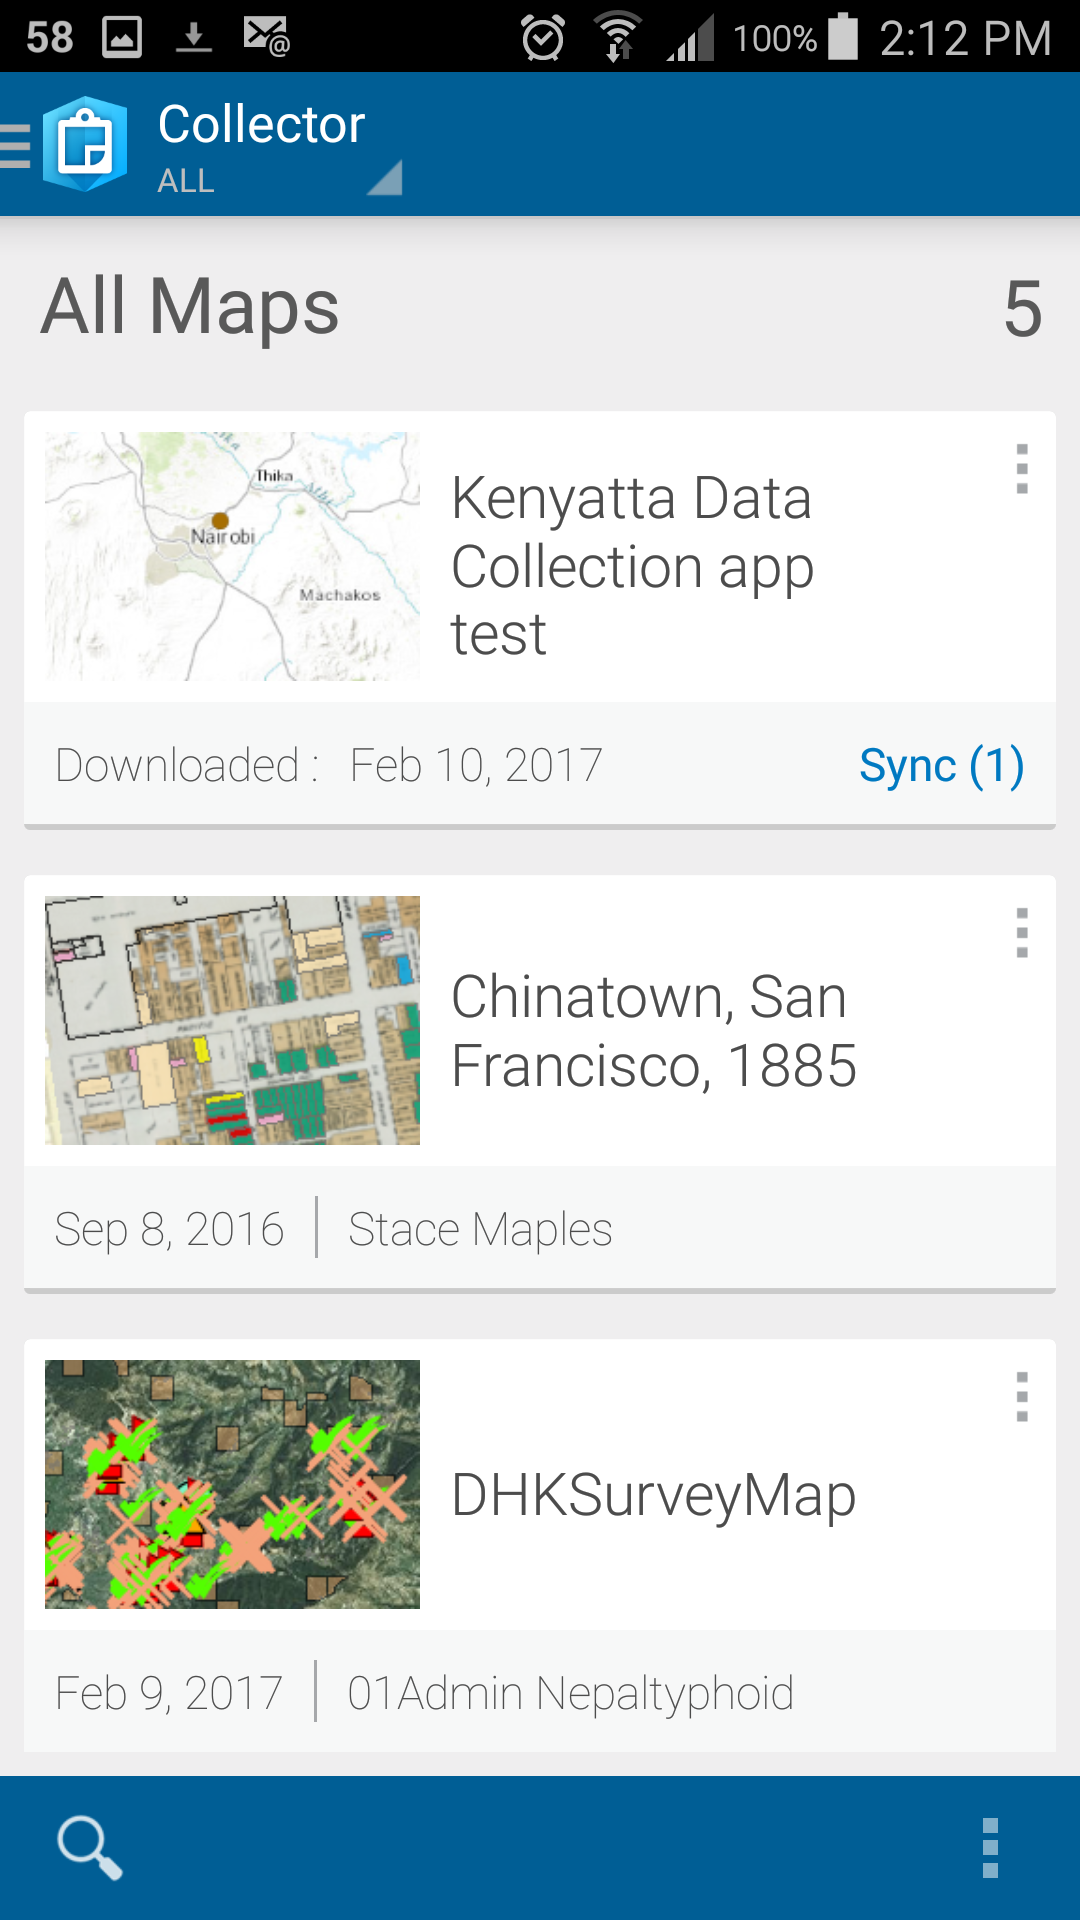 58 100% 2:12 PM
Collector
ALL
All Maps 5
Thika
Nairobi
Machakos
Kenyatta Data
Collection app
test
Downloaded : Feb 10, 2017 Sync (1)
Chinatown, San
Francisco, 1885
Sep 8, 2016 Stace Maples
DHKSurveyMap
Feb 9, 2017 01Admin Nepaltyphoid